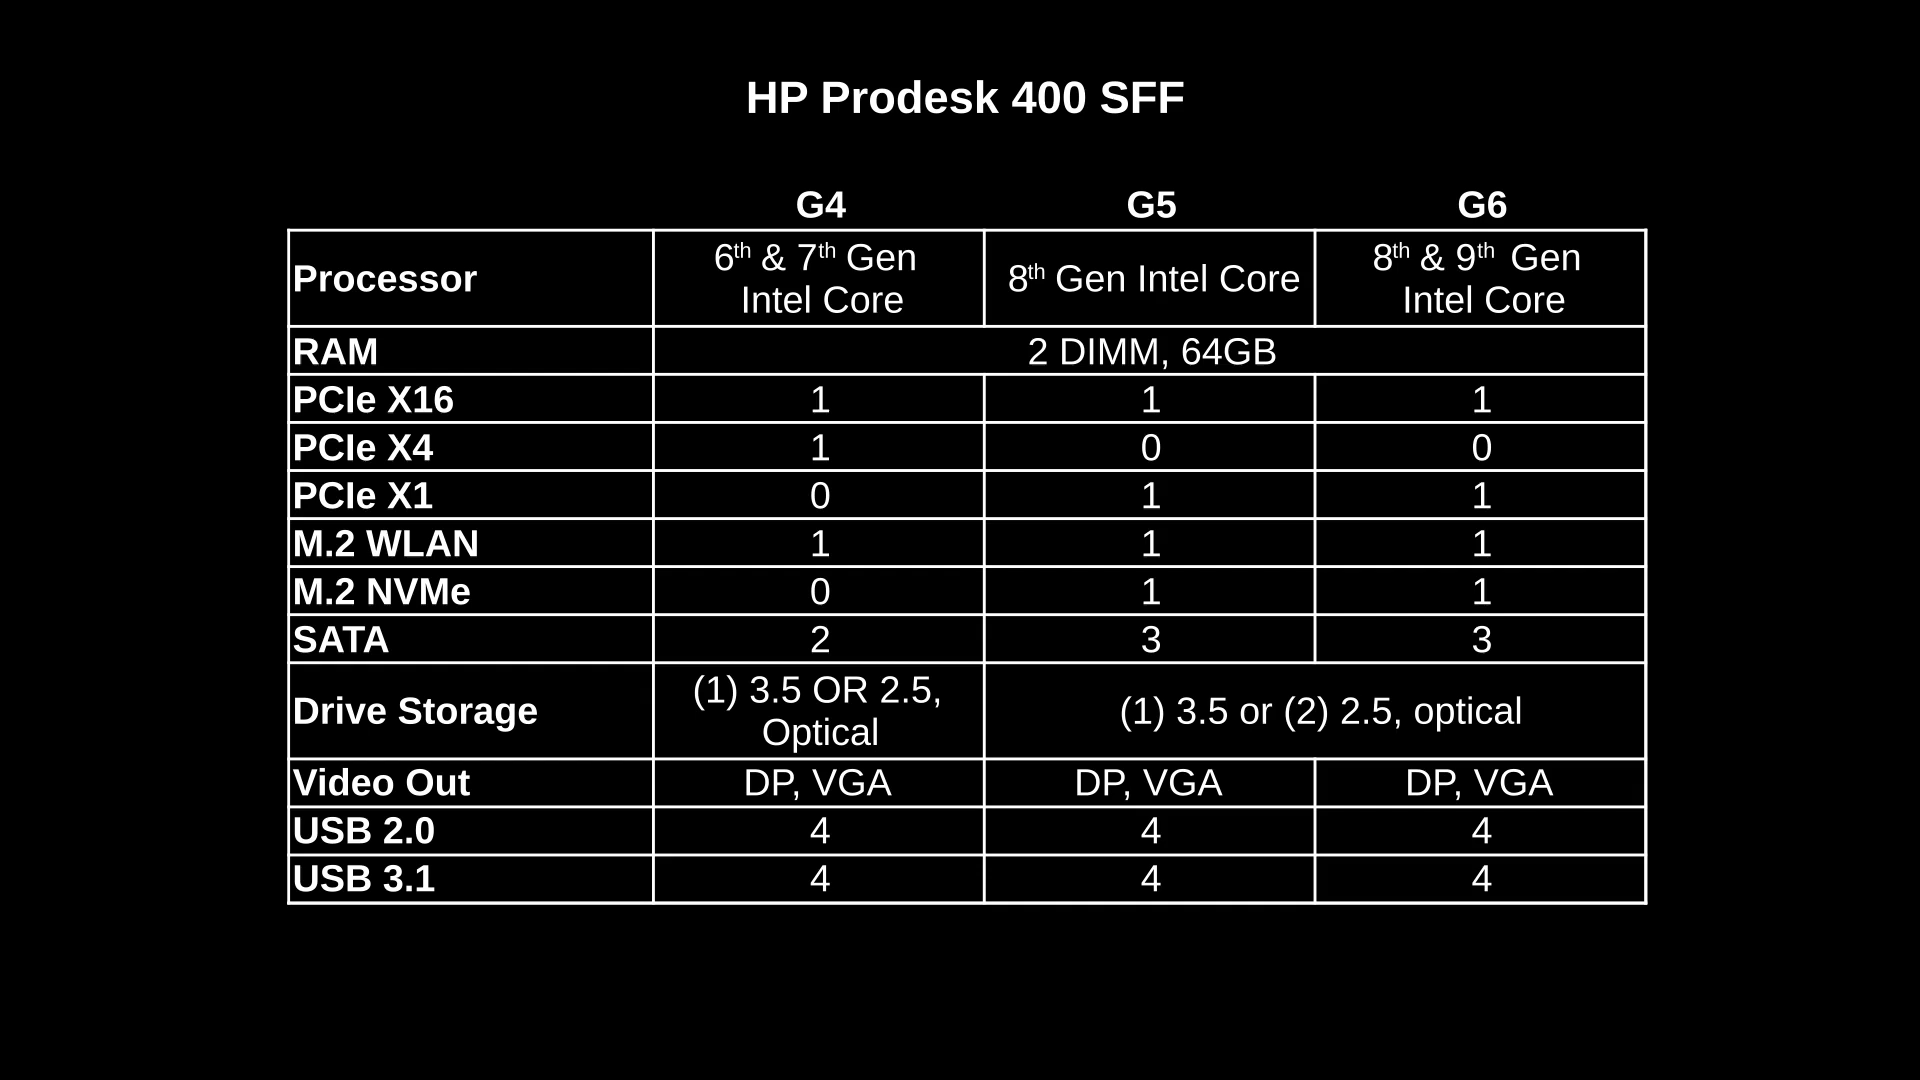 HP Prodesk 400 SFF
G4 G5 G6
Processor 6th & 7th Gen Intel Core 8th Gen Intel Core 8th & 9th Gen Intel Core
RAM 2 DIMM, 64GB
PCIe X16 1 1 1
PCIe X4 1 0 0
PCIe X1 0 1 1
M.2 WLAN 1 1 1
M.2 NVMe 0 1 1
SATA 2 3 3
Drive Storage (1) 3.5 OR 2.5, Optical (1) 3.5 or (2) 2.5, optical
Video Out DP, VGA DP, VGA DP, VGA
USB 2.0 4 4 4
USB 3.1 4 4 4